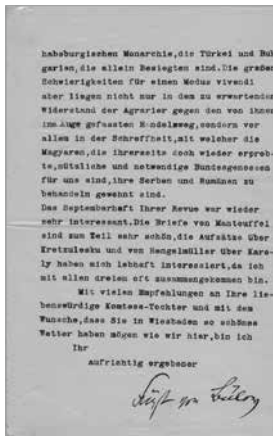 habsburgischen Monarchie,die Türkei und Bul
garien,die allein Besiegten sind.Die großen
Schwierigkeiten für einen Modus vivendi
aber liegen nicht nur in dem zu erwartenden
Widerstand der Agrarier gegen den von ihnen
ins Auge gefassten Handelsweg,sondern vor
allem in der Schroffheit,mit welcher die
Magyaren,die ihrerseits doch wieder erprob-
te,nützliche und notwendige Bundesgenossen
für uns sind,ihre Serben und Rumänen zu
behandeln gewohnt sind.
Das Septemberheft Ihrer Revue war wieder
sehr interessant.Die Briefe von Manteuffel
sind zum Teil sehr schön,die Aufsätze über
Kretzulesku und von Hengelmüller über Karo-
ly haben mich lebhaft interessiert,da ich
mit allen dreien oft zusammengekommen bin.
Mit vielen Empfehlungen an Ihre lie-
benswürdige Komtess-Tochter und mit dem
Wunsche,dass Sie in Wiesbaden so schönes
Wetter haben mögen wie wir hier,bin ich
Ihr
aufrichtig ergebener
Fürst von Bülow